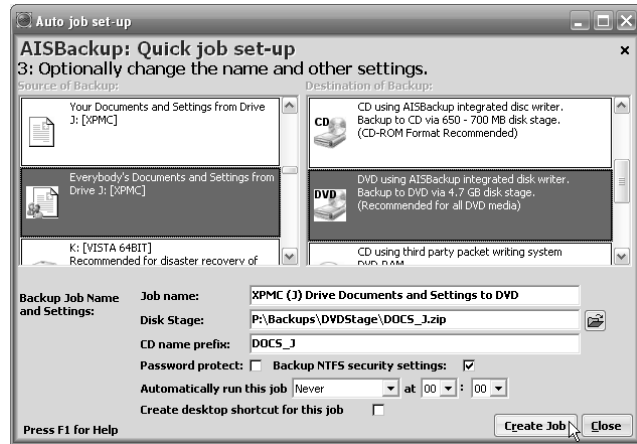 Auto job set-up
AISBackup: Quick job set-up
3: Optionally change the name and other settings.
Source of Backup:
Your Documents and Settings from Drive
J: [XPMC]
Everybody's Documents and Settings from
Drive J: [XPMC]
K: [VISTA 64BIT]
Recommended for disaster recovery of
Destination of Backup:
CD
CD using AISBackup integrated disc writer.
Backup to CD via 650 - 700 MB disk stage.
(CD-ROM Format Recommended)
DVD
DVD using AISBackup integrated disk writer.
Backup to DVD via 4.7 GB disk stage.
(Recommended for all DVD media)
CD using third party packet writing system
DVD-RAM
Backup Job Name
and Settings:
Job name: XPMC (J) Drive Documents and Settings to DVD
Disk Stage: P:\Backups\DVDStage\DOCS_J.zip
CD name prefix: DOCS_J
Password protect: Backup NTFS security settings:
Automatically run this job Never at 00 : 00
Create desktop shortcut for this job
Press F1 for Help
Create Job Close